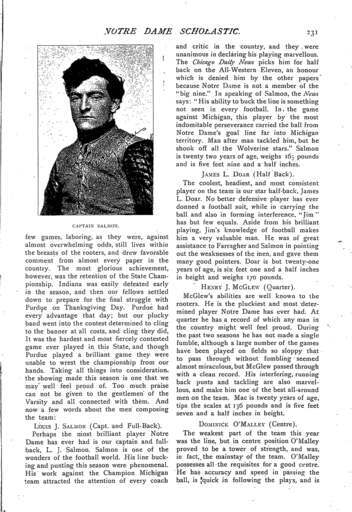 NOTRE DAME SCHOLASTIC.
231
CAPTAIN SALMON.
few games, laboring, as they were, against
almost overwhelming odds, still lives within
the breasts of the rooters, and drew favorable
comment from almost every paper in the
country. The most glorious achievement,
however, was the retention of the State Cham-
pionship. Indiana was easily defeated early
in the season, and then our fellows settled
down to prepare for the final struggle with
Purdue on Thanksgiving Day. Purdue had
every advantage that day; but our plucky
band went into the contest determined to cling
to the banner at all costs, and cling they did.
It was the hardest and most fiercely contested
game ever played in this State, and though
Purdue played a brilliant game they were
unable to wrest the championship from our
hands. Taking all things into consideration,
the showing made this season is one that we
may well feel proud of. Too much praise
can not be given to the gentlemen of the
Varsity and all connected with them. And
now a few words about the men composing
the team:
LOUIS J. SALMON (Capt. and Full-Back).
Perhaps the most brilliant player Notre
Dame has ever had is our captain and full-
back, L. J. Salmon. Salmon is one of the
wonders of the football world. His line buck-
ing and punting this season were phenomenal.
His work against the Champion Michigan
team attracted the attention of every coach
and critic in the country, and they were
unanimous in declaring his playing marvellous.
The Chicago Daily News picks him for half
back on the All-Western Eleven, an honour
which is denied him by the other papers
because Notre Dame is not a member of the
"big nine." In speaking of Salmon, the News
says: "His ability to buck the line is something
not seen in every football. In the game
against Michigan, this player by the most
indomitable perseverance carried the ball from
Notre Dame's goal line far into Michigan
territory. Man after man tackled him, but he
shook off all the Wolverine stars." Salmon
is twenty two years of age, weighs 165 pounds
and is five feet nine and a half inches.
JAMES L. DOAR (Half Back).
The coolest, headiest, and most consistent
player on the team is our star half-back, James
L. Doar. No better defensive player has ever
donned a football suit, while in carrying the
ball and also in forming interference, "Jim"
has but few equals. Aside from his brilliant
playing, Jim's knowledge of football makes
him a very valuable man. He was of great
assistance to Farragher and Salmon in pointing
out the weaknesses of the men, and gave them
many good pointers. Doar is but twenty-one
years of age, is six feet one and a half inches
in height and weighs 170 pounds.
HENRY J. MCGLEW (Quarter).
McGlew's abilities are well known to the
rooters. He is the pluckiest and most deter-
mined player Notre Dame has ever had. At
quarter he has a record of which any man in
the country might well feel proud. During
the past two seasons he has not made a single
fumble, although a large number of the games
have been played on fields so sloppy that
to pass through without fumbling seemed
almost miraculous, but McGlew passed through
with a clean record. His interfering, running
back punts and tackling are also marvel-
lous, and make him one of the best all-around
men on the team. Mac is twenty years of age,
tips the scales at 156 pounds and is five feet
seven and a half inches in height.
DOMINICK O'MALLEY (Centre).
The weakest part of the team this year
was the line, but in centre position O'Malley
proved to be a tower of strength, and was,
in fact, the mainstay of the team. O'Malley
possesses all the requisites for a good centre.
He has accuracy and speed in passing the
ball, is quick in following the plays, and is